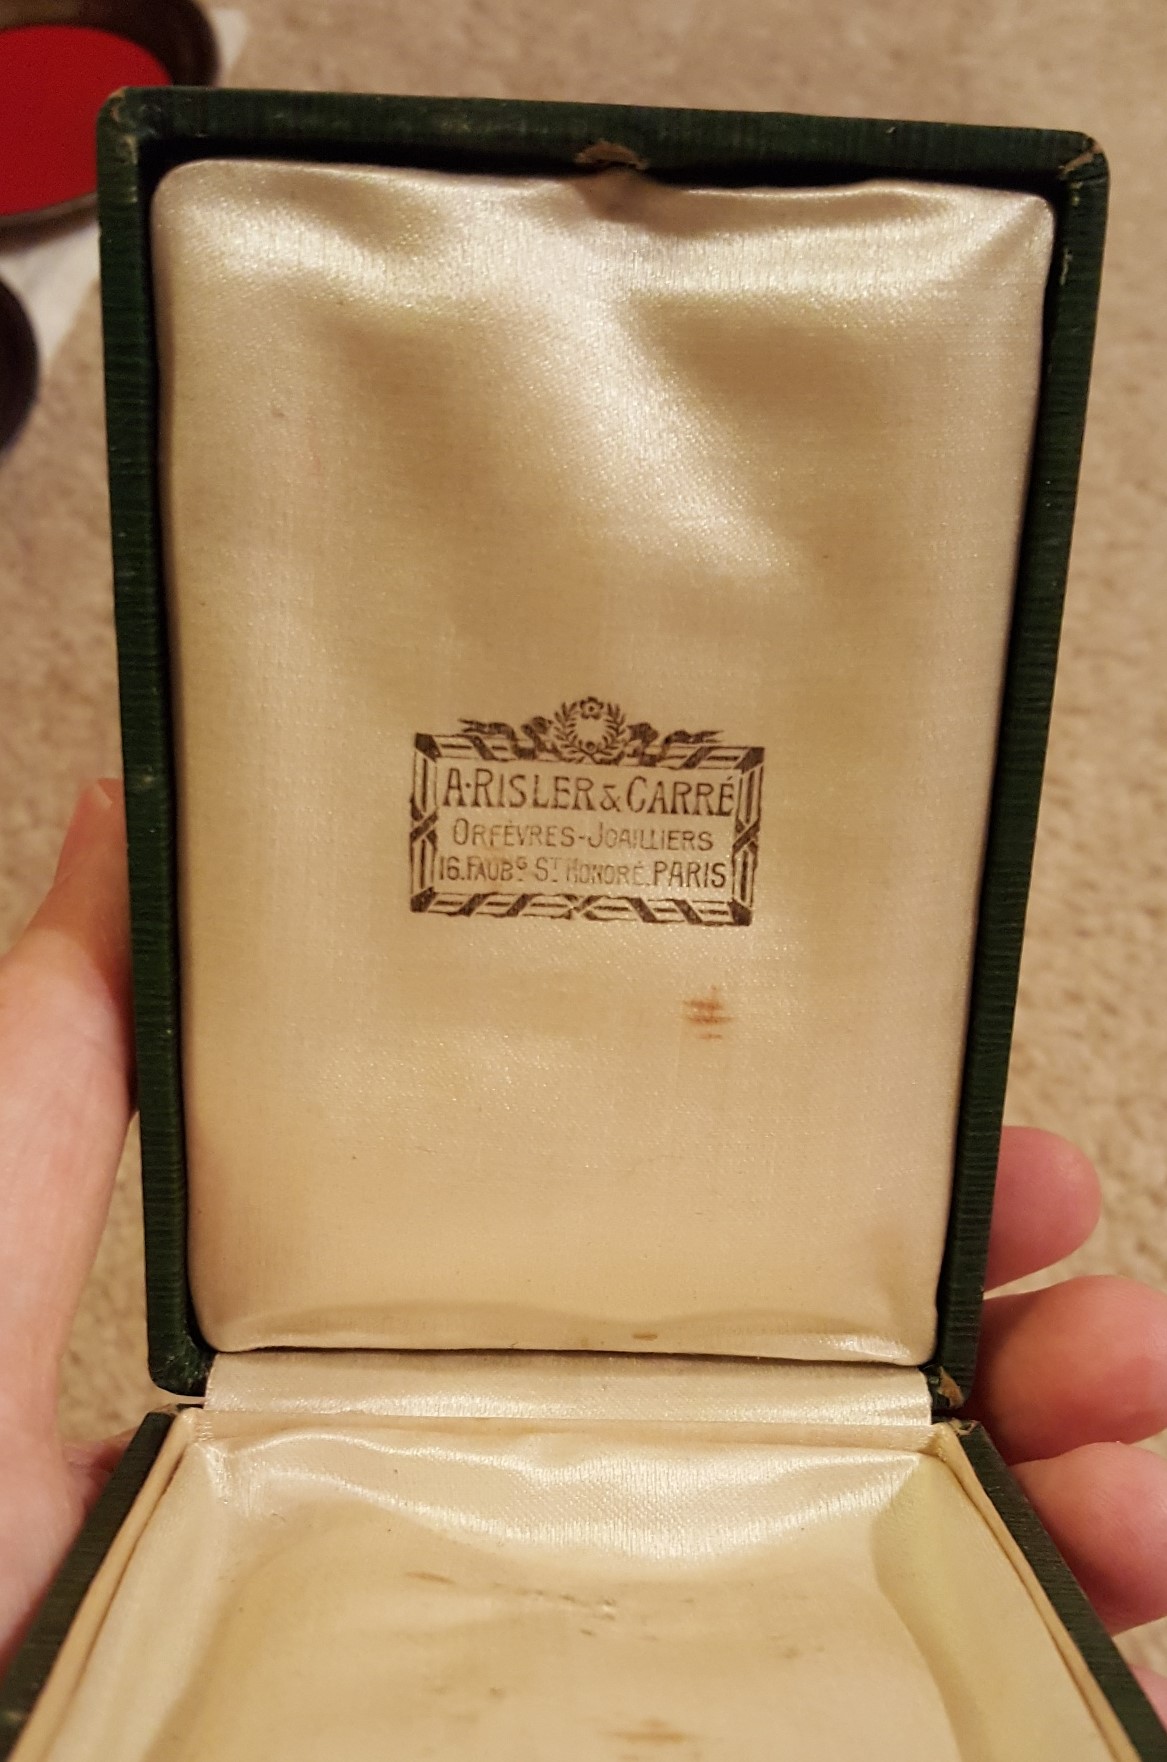 A·RISLER & CARRÉ
ORFÈVRES-JOAILLIERS
16.FAUBG. ST HONORÉ.PARIS